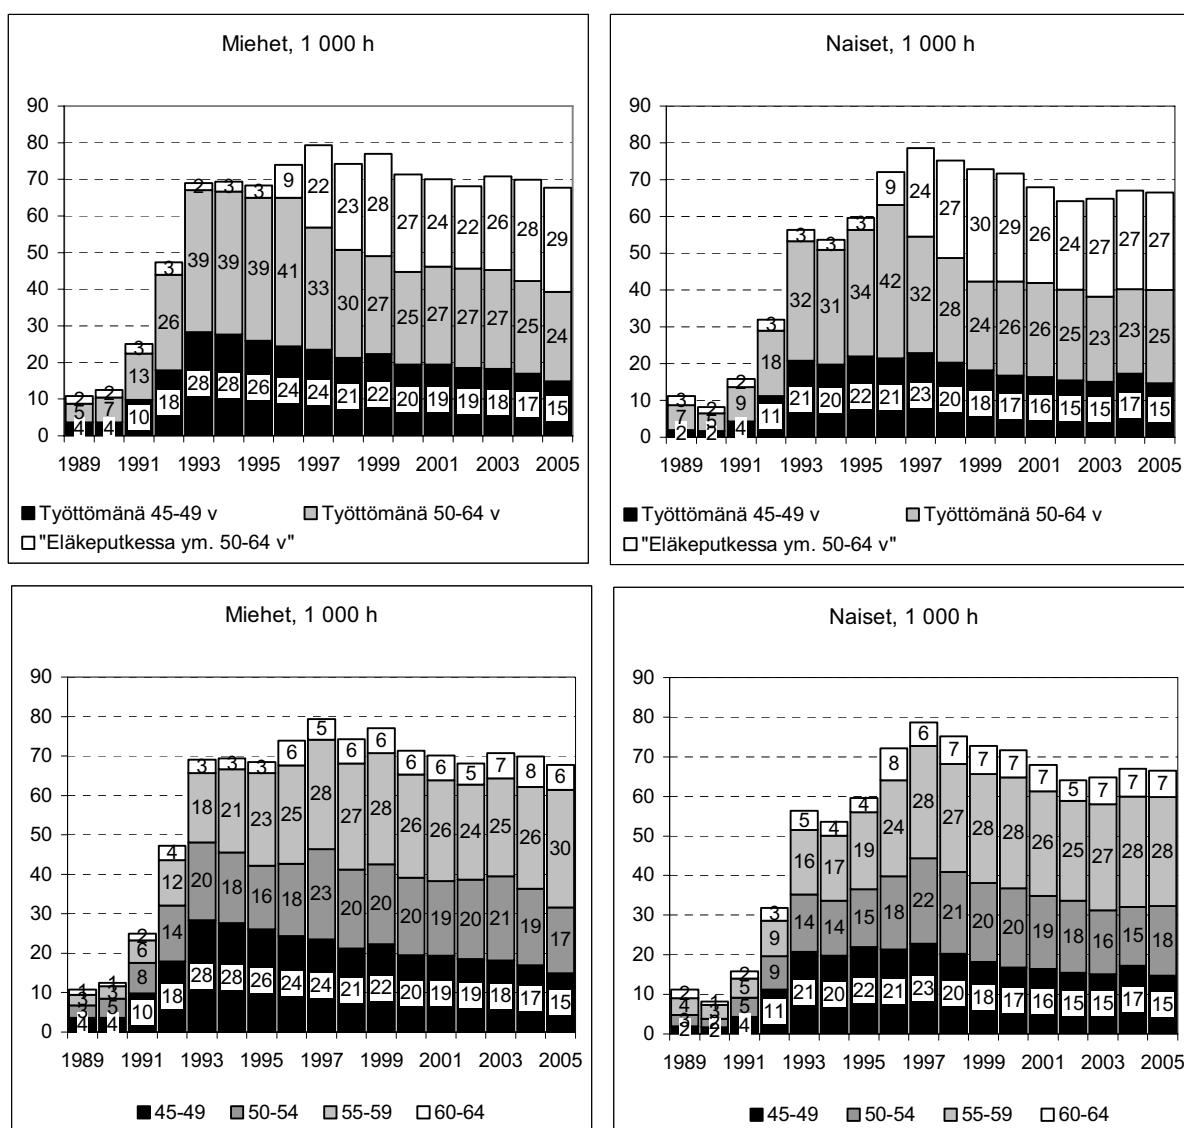 Miehet, 1 000 h
90
80
70
60
50
40
30
20
10
0
2 2 3 3 2 3 3 9 22 23 28 27 24 22 26 28 29
5 7 13 26 39 39 39 41 33 30 27 25 27 27 27 25 24
4 4 10 18 28 28 26 24 24 21 22 20 19 19 18 17 15
1989 1991 1993 1995 1997 1999 2001 2003 2005
Työttömänä 45-49 v Työttömänä 50-64 v
"Eläkeputkessa ym. 50-64 v"
Naiset, 1 000 h
90
80
70
60
50
40
30
20
10
0
3 2 2 3 3 3 3 9 24 27 30 29 26 24 27 27 27
7 5 9 18 32 31 34 42 32 28 24 26 26 25 23 23 25
2 2 4 11 21 20 22 21 23 20 18 17 16 15 15 17 15
1989 1991 1993 1995 1997 1999 2001 2003 2005
Työttömänä 45-49 v Työttömänä 50-64 v
"Eläkeputkessa ym. 50-64 v"
Miehet, 1 000 h
90
80
70
60
50
40
30
20
10
0
1 1 2 4 3 3 3 6 5 6 6 6 6 5 7 8 6
3 3 6 12 18 21 23 25 28 27 28 26 26 24 25 26 30
3 5 8 14 20 18 16 18 23 20 20 20 19 20 21 19 17
4 4 10 18 28 28 26 24 24 21 22 20 19 19 18 17 15
1989 1991 1993 1995 1997 1999 2001 2003 2005
45-49 50-54 55-59 60-64
Naiset, 1 000 h
90
80
70
60
50
40
30
20
10
0
2 1 2 3 5 4 4 8 6 7 7 7 7 5 7 7 7
4 3 5 9 16 17 19 24 28 27 28 28 26 25 27 28 28
3 2 5 9 14 14 15 18 22 21 20 20 19 18 16 15 18
2 2 4 11 21 20 22 21 23 20 18 17 16 15 15 17 15
1989 1991 1993 1995 1997 1999 2001 2003 2005
45-49 50-54 55-59 60-64